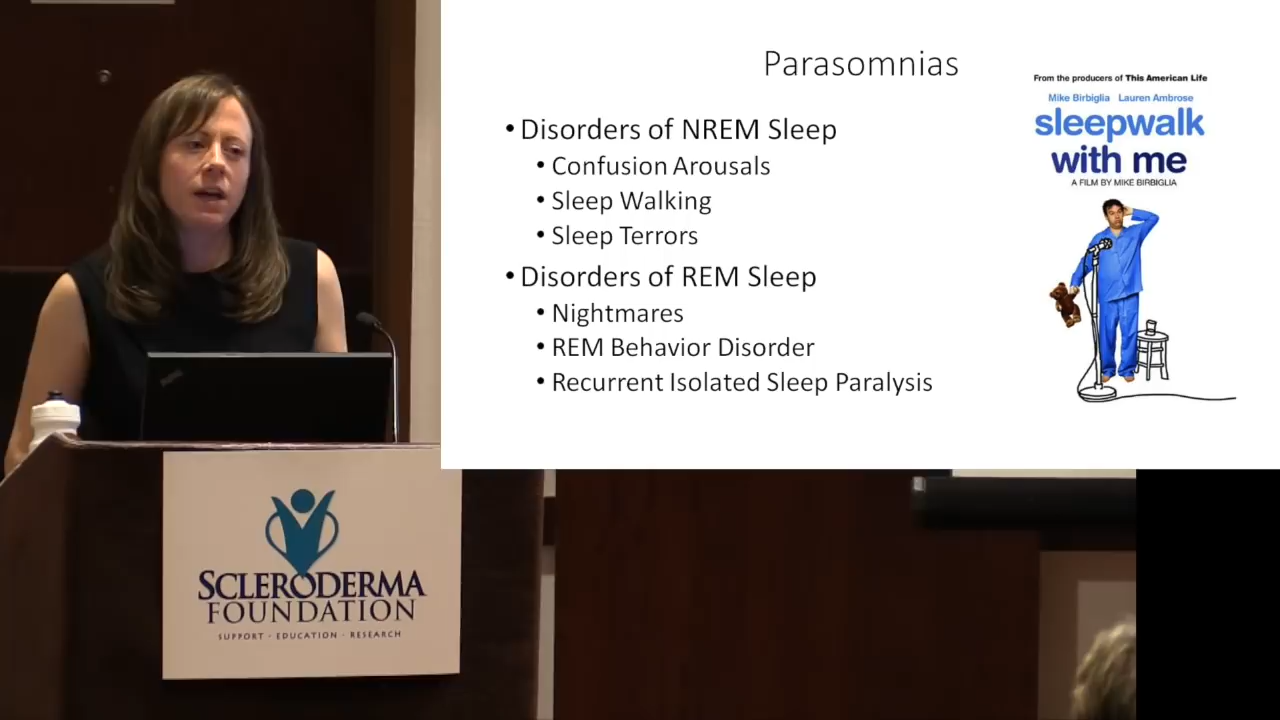 Parasomnias
• Disorders of NREM Sleep
• Confusion Arousals
• Sleep Walking
• Sleep Terrors
• Disorders of REM Sleep
• Nightmares
• REM Behavior Disorder
• Recurrent Isolated Sleep Paralysis
From the producers of This American Life
Mike Birbiglia Lauren Ambrose
sleepwalk
with me
A FILM BY MIKE BIRBIGLIA
SCLERODERMA
FOUNDATION
SUPPORT · EDUCATION · RESEARCH